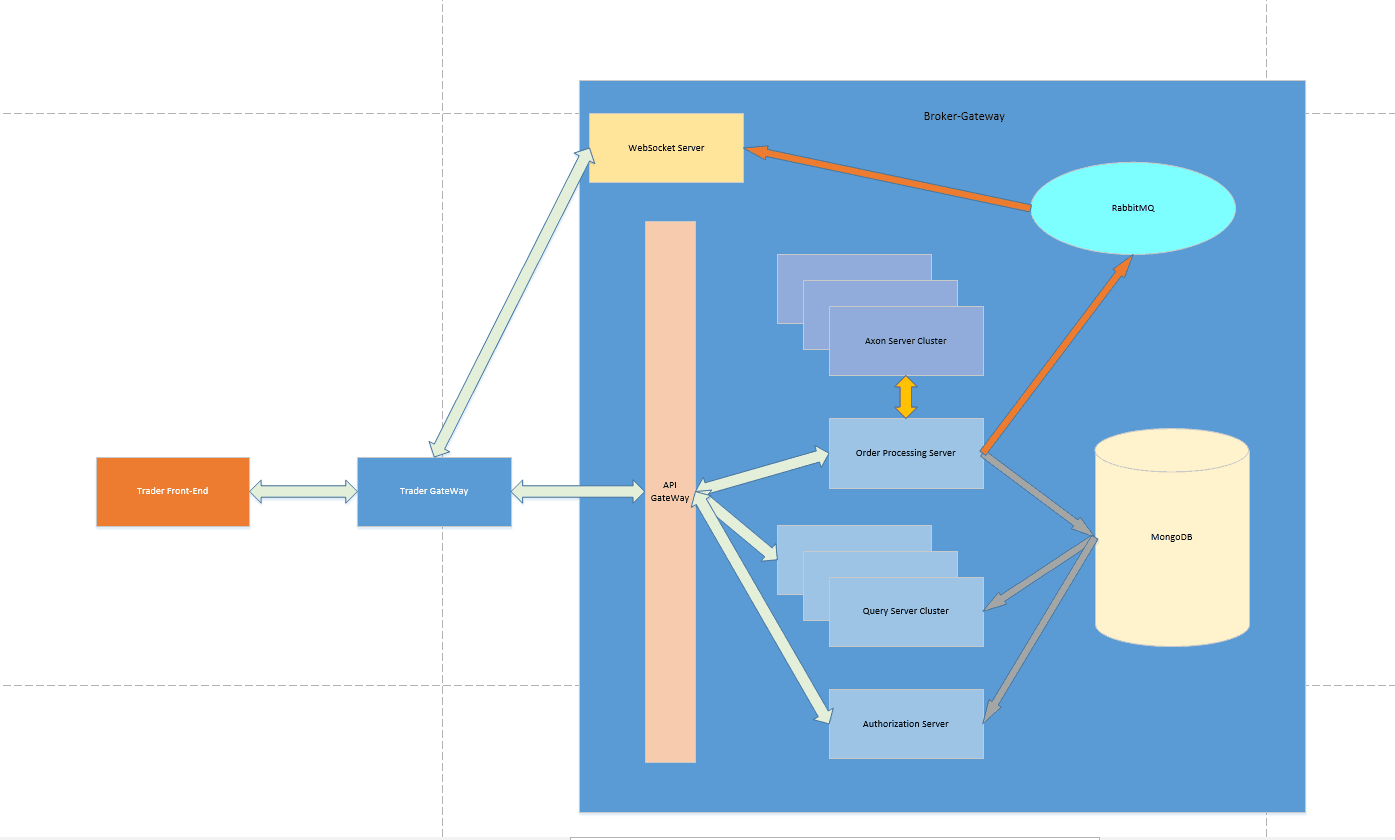 Broker-Gateway
WebSocket Server
RabbitMQ
Axon Server Cluster
Order Processing Server
Trader Front-End
Trader GateWay
API
GateWay
MongoDB
Query Server Cluster
Authorization Server